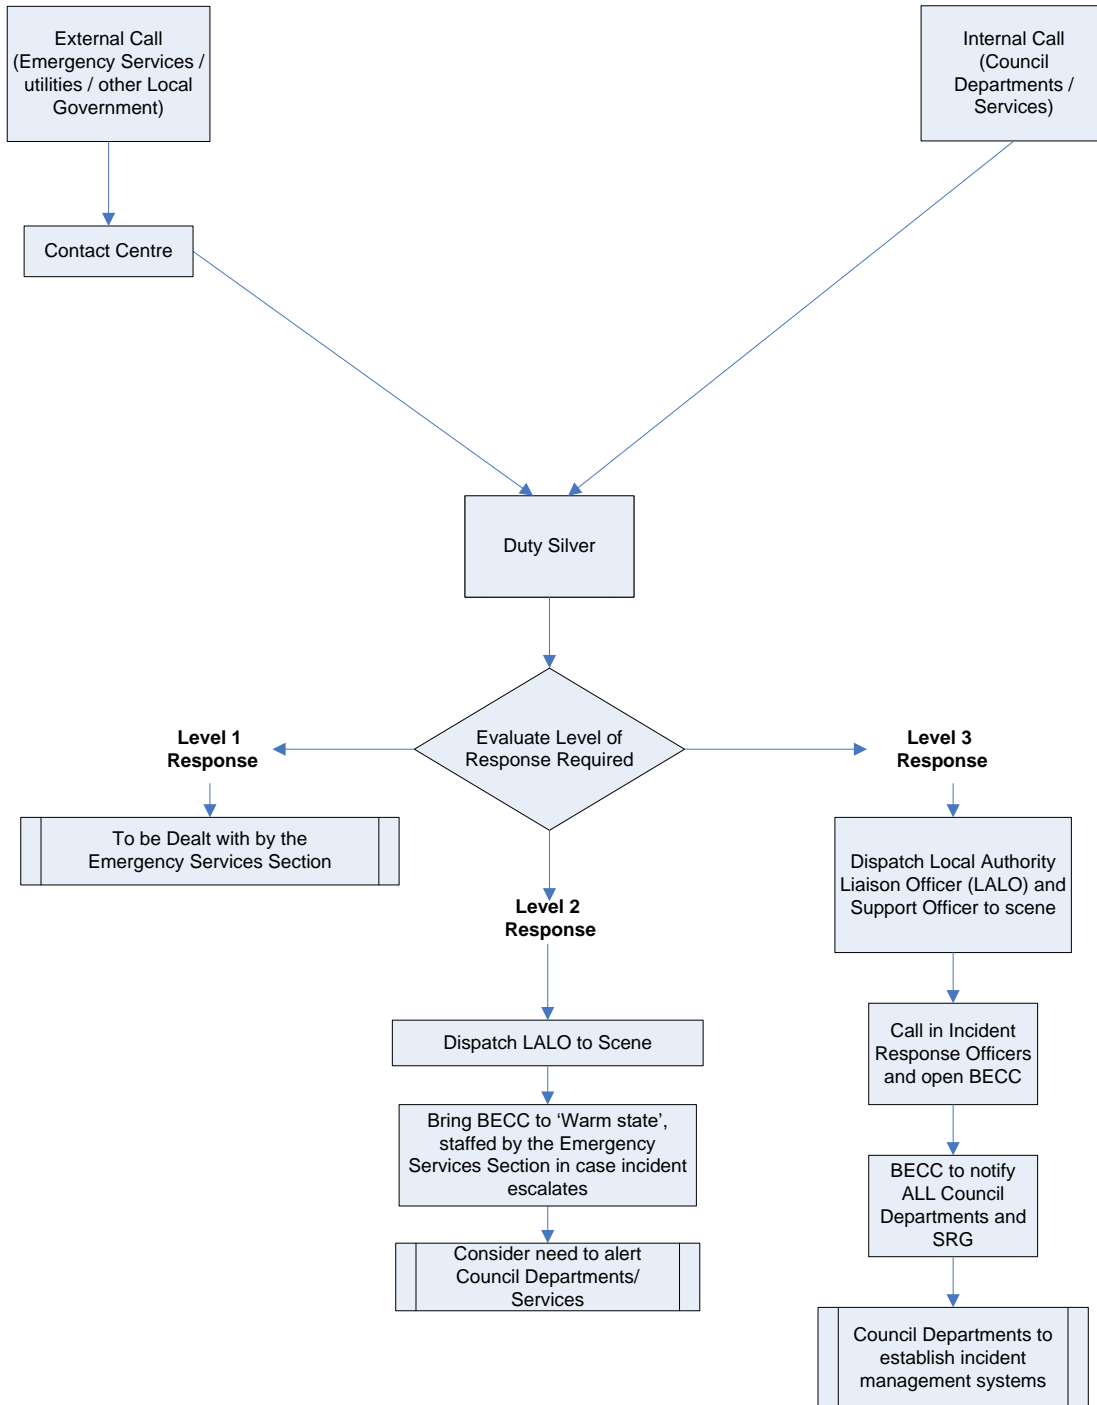 External Call
(Emergency Services /
utilities / other Local
Government)
Internal Call
(Council
Departments /
Services)
Contact Centre
Duty Silver
Evaluate Level of
Response Required
Level 1
Response
Level 3
Response
To be Dealt with by the
Emergency Services Section
Level 2
Response
Dispatch LALO to Scene
Bring BECC to ‘Warm state’,
staffed by the Emergency
Services Section in case incident
escalates
Consider need to alert
Council Departments/
Services
Dispatch Local Authority
Liaison Officer (LALO) and
Support Officer to scene
Call in Incident
Response Officers
and open BECC
BECC to notify
ALL Council
Departments and
SRG
Council Departments to
establish incident
management systems